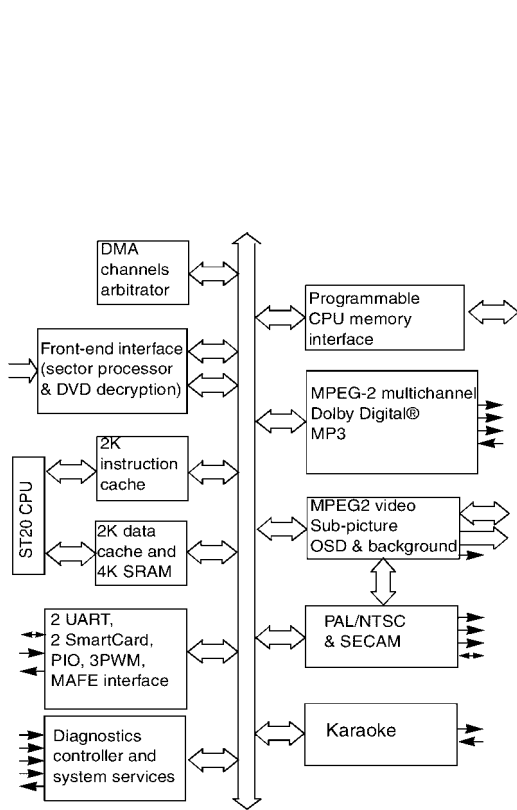 DMA
channels
arbitrator
Front-end interface
(sector processor
& DVD decryption)
2K
instruction
cache
ST20 CPU
2K data
cache and
4K SRAM
2 UART,
2 SmartCard,
PIO, 3PWM,
MAFE interface
Diagnostics
controller and
system services
Programmable
CPU memory
interface
MPEG-2 multichannel
Dolby Digital®
MP3
MPEG2 video
Sub-picture
OSD & background
PAL/NTSC
& SECAM
Karaoke